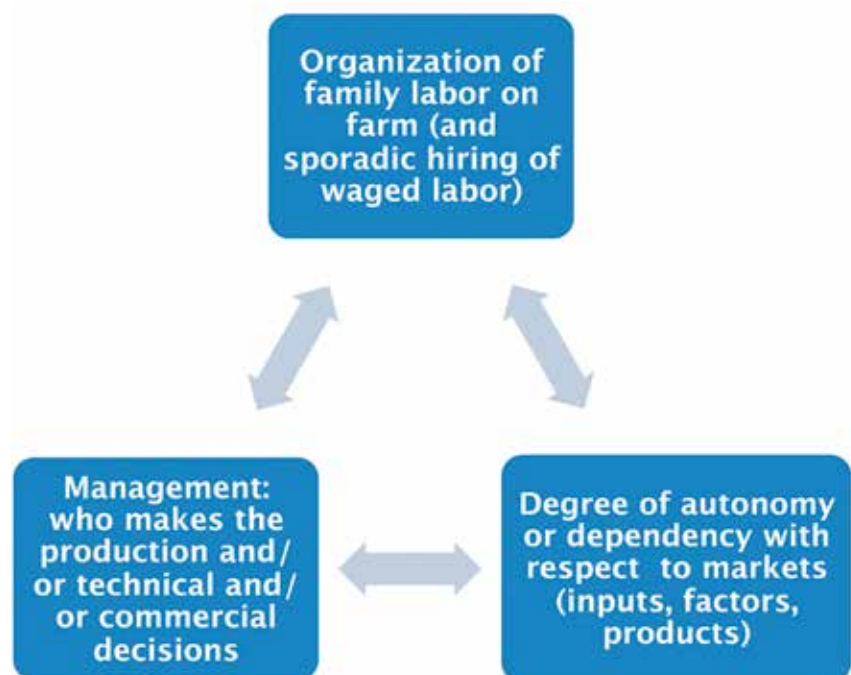 Organization of
family labor on
farm (and
sporadic hiring of
waged labor)
Management:
who makes the
production and/
or technical and/
or commercial
decisions
Degree of autonomy
or dependency with
respect to markets
(inputs, factors,
products)